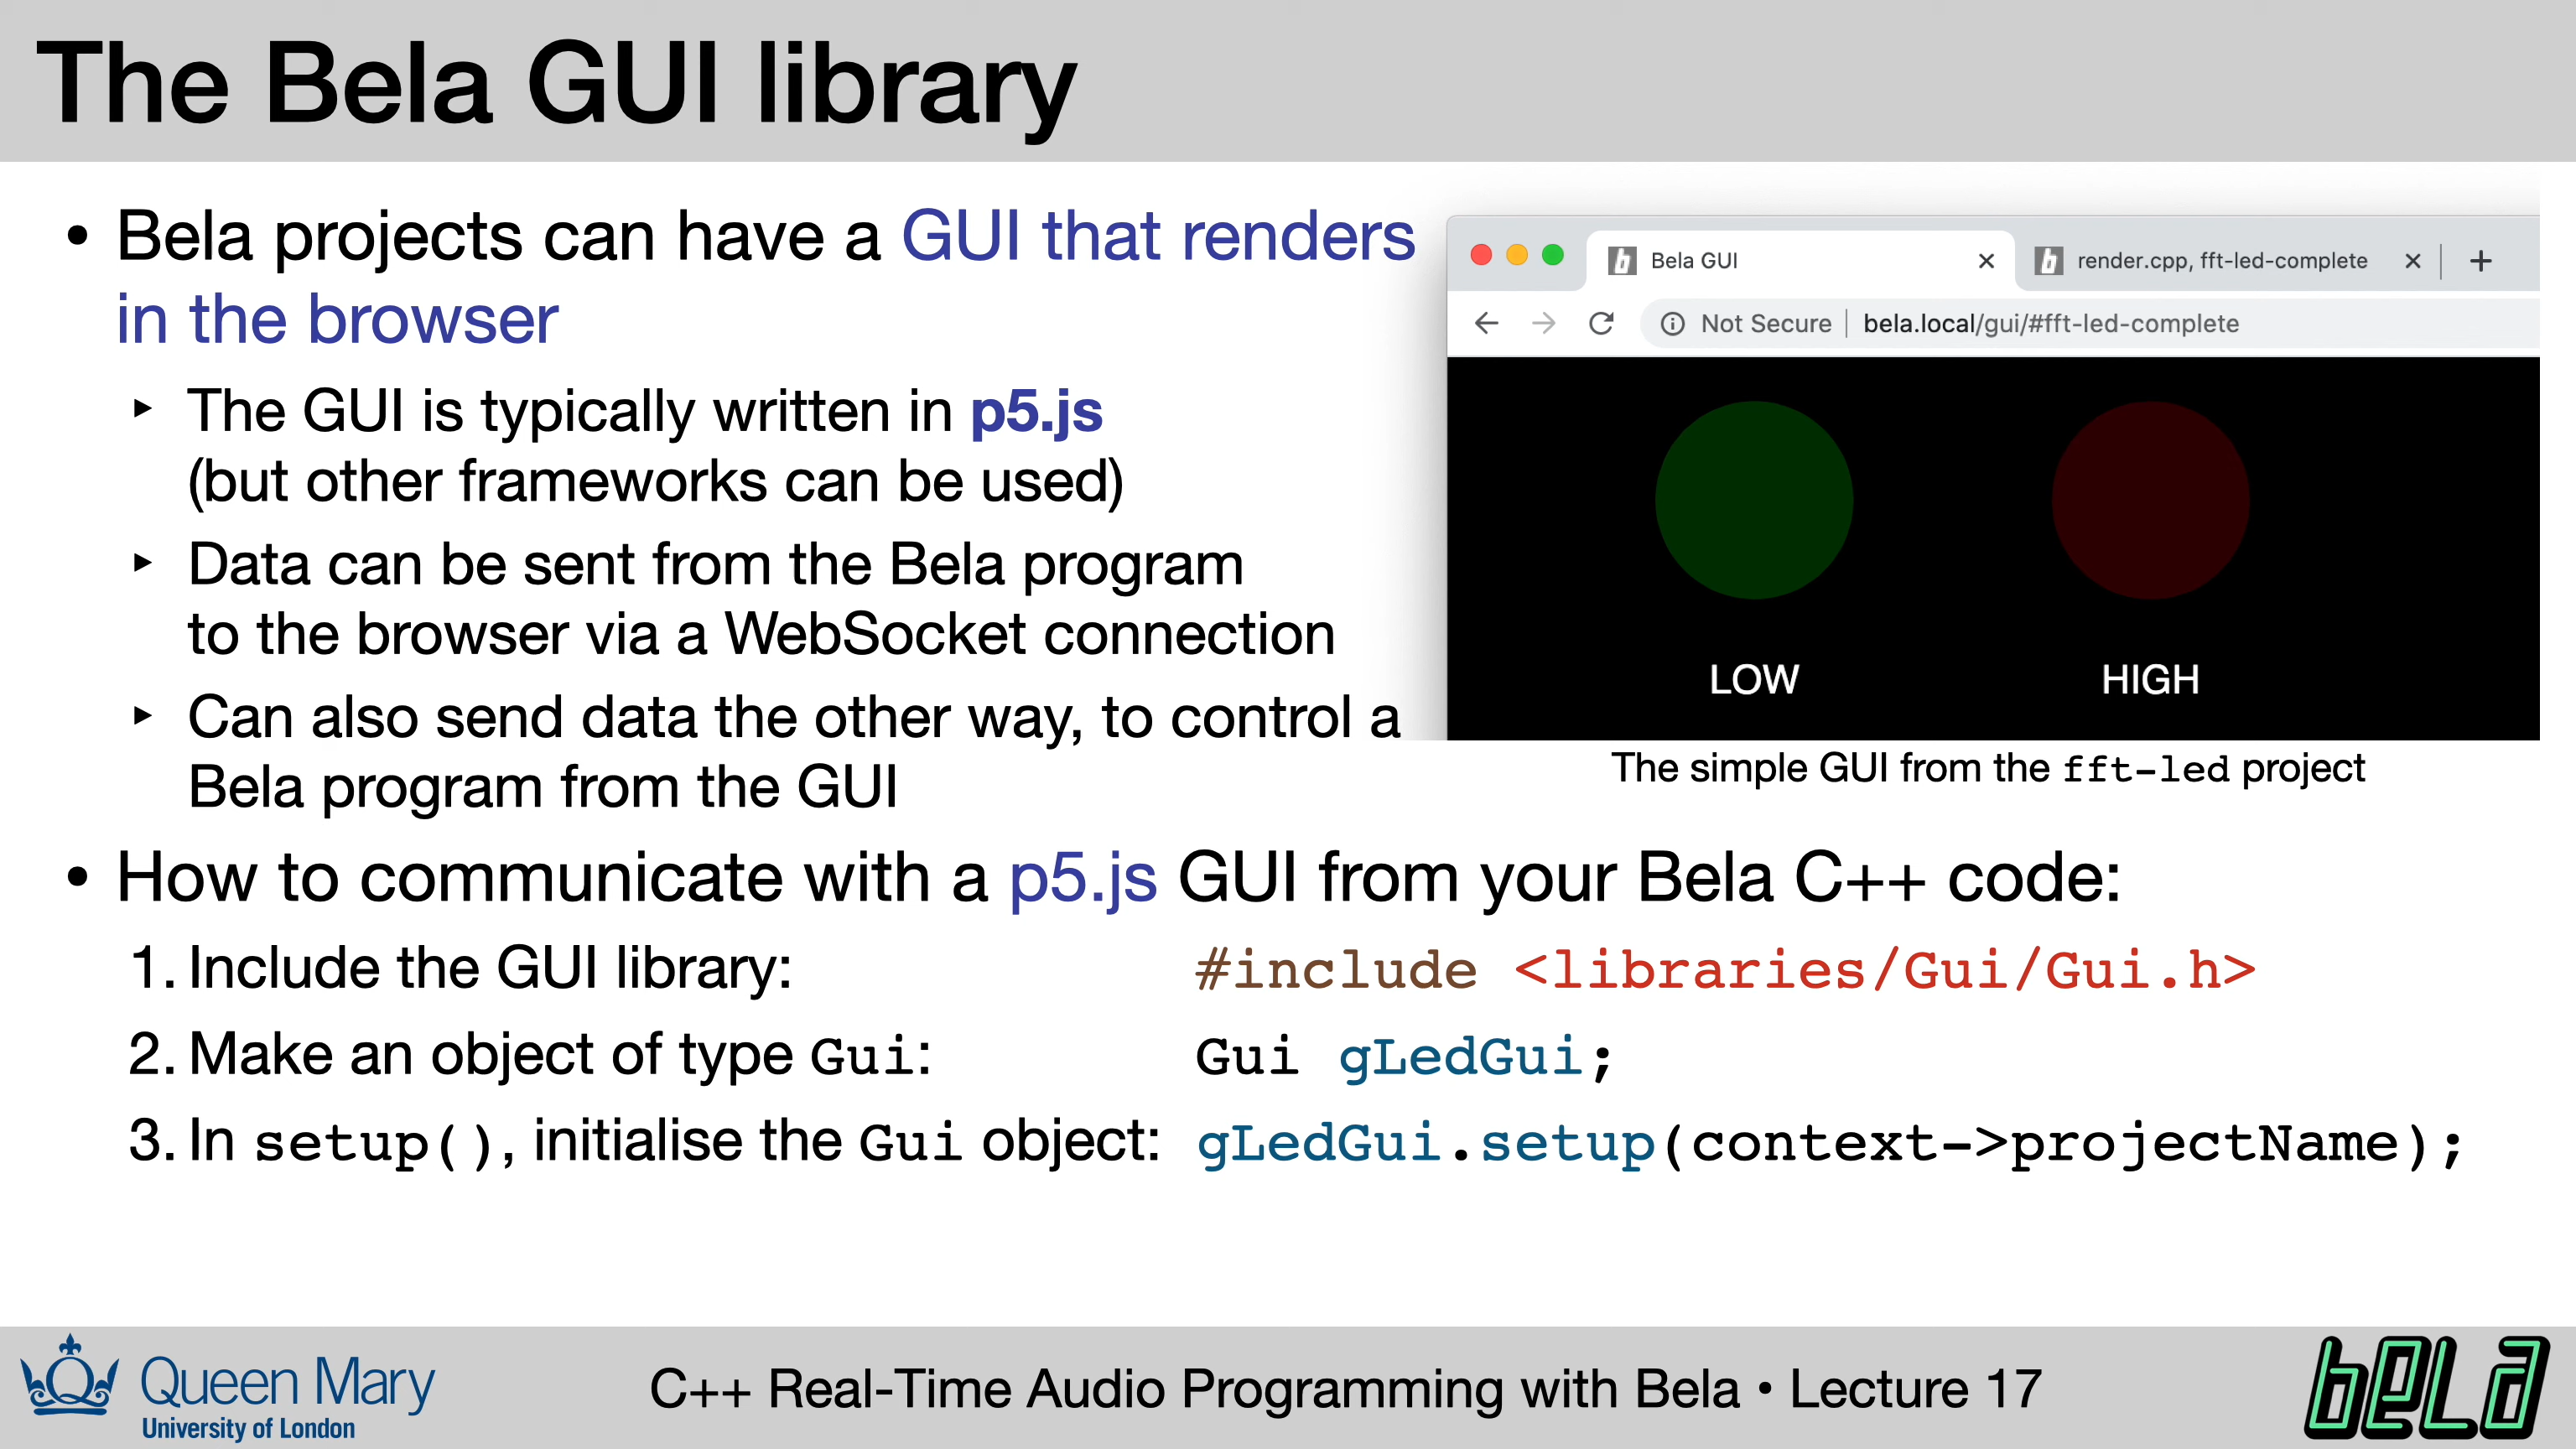 The Bela GUI library
• Bela projects can have a GUI that renders
in the browser
‣ The GUI is typically written in p5.js
(but other frameworks can be used)
‣ Data can be sent from the Bela program
to the browser via a WebSocket connection
‣ Can also send data the other way, to control a
Bela program from the GUI
Bela GUI
render.cpp, fft-led-complete
Not Secure
bela.local/gui/#fft-led-complete
LOW
HIGH
The simple GUI from the fft-led project
• How to communicate with a p5.js GUI from your Bela C++ code:
1. Include the GUI library: #include <libraries/Gui/Gui.h>
2. Make an object of type Gui: Gui gLedGui;
3. In setup(), initialise the Gui object: gLedGui.setup(context->projectName);
Queen Mary
University of London
C++ Real-Time Audio Programming with Bela • Lecture 17
bela